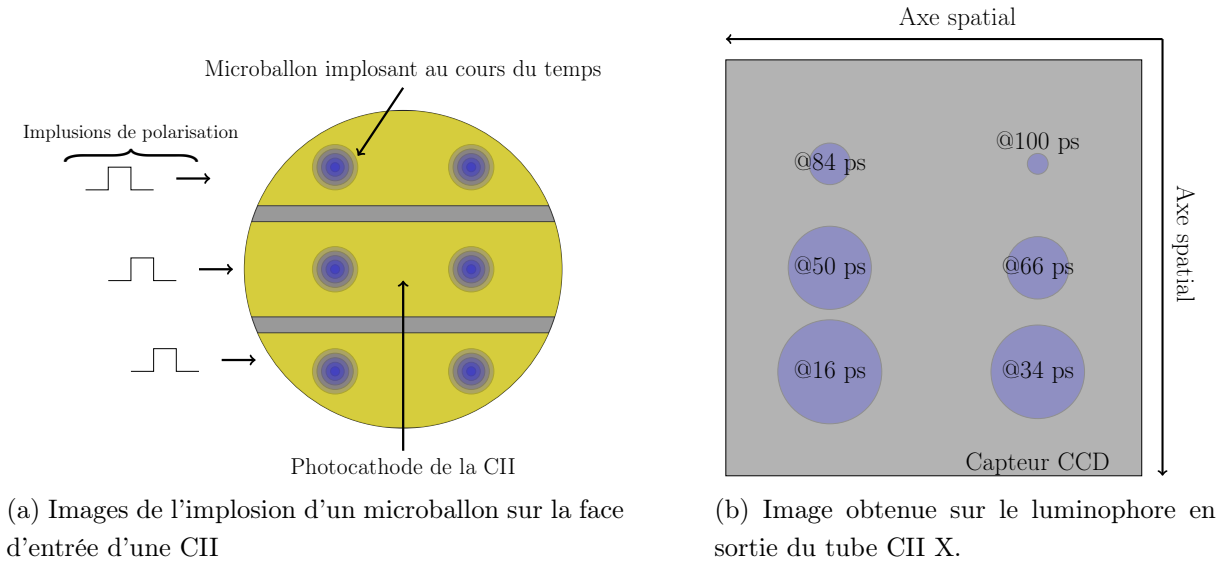 Axe spatial
Microballon implosant au cours du temps
Implusions de polarisation
@84 ps
@100 ps
@50 ps
@66 ps
@16 ps
@34 ps
Axe spatial
Photocathode de la CII
Capteur CCD
(a) Images de l'implosion d'un microballon sur la face
d'entrée d'une CII
(b) Image obtenue sur le luminophore en
sortie du tube CII X.